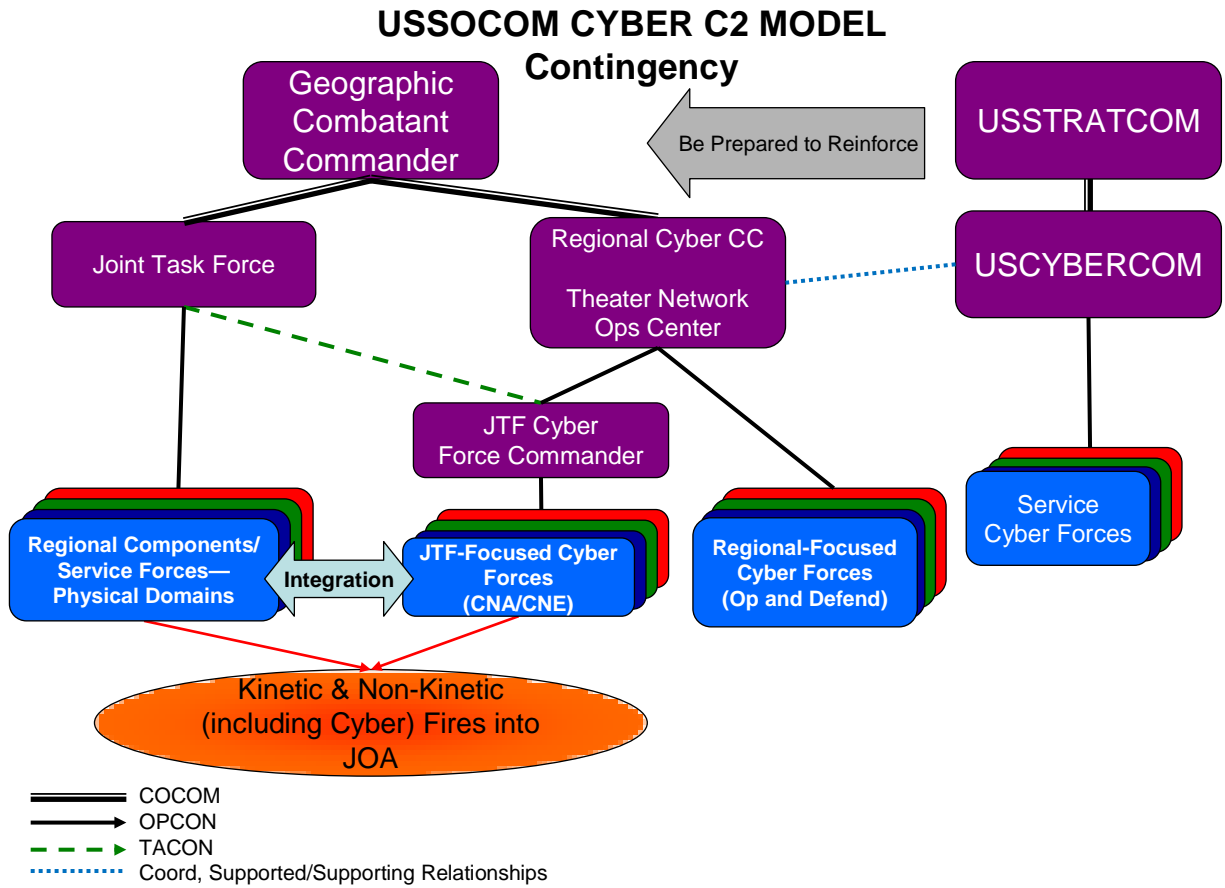 USSOCOM CYBER C2 MODEL
Contingency
Geographic
Combatant
Commander
Be Prepared to Reinforce
USSTRATCOM
Joint Task Force
Regional Cyber CC
Theater Network
Ops Center
USCYBERCOM
JTF Cyber
Force Commander
Regional Components/
Service Forces—
Physical Domains
Integration
JTF-Focused Cyber
Forces
(CNA/CNE)
Regional-Focused
Cyber Forces
(Op and Defend)
Service
Cyber Forces
Kinetic & Non-Kinetic
(including Cyber) Fires into
JOA
COCOM
OPCON
TACON
Coord, Supported/Supporting Relationships